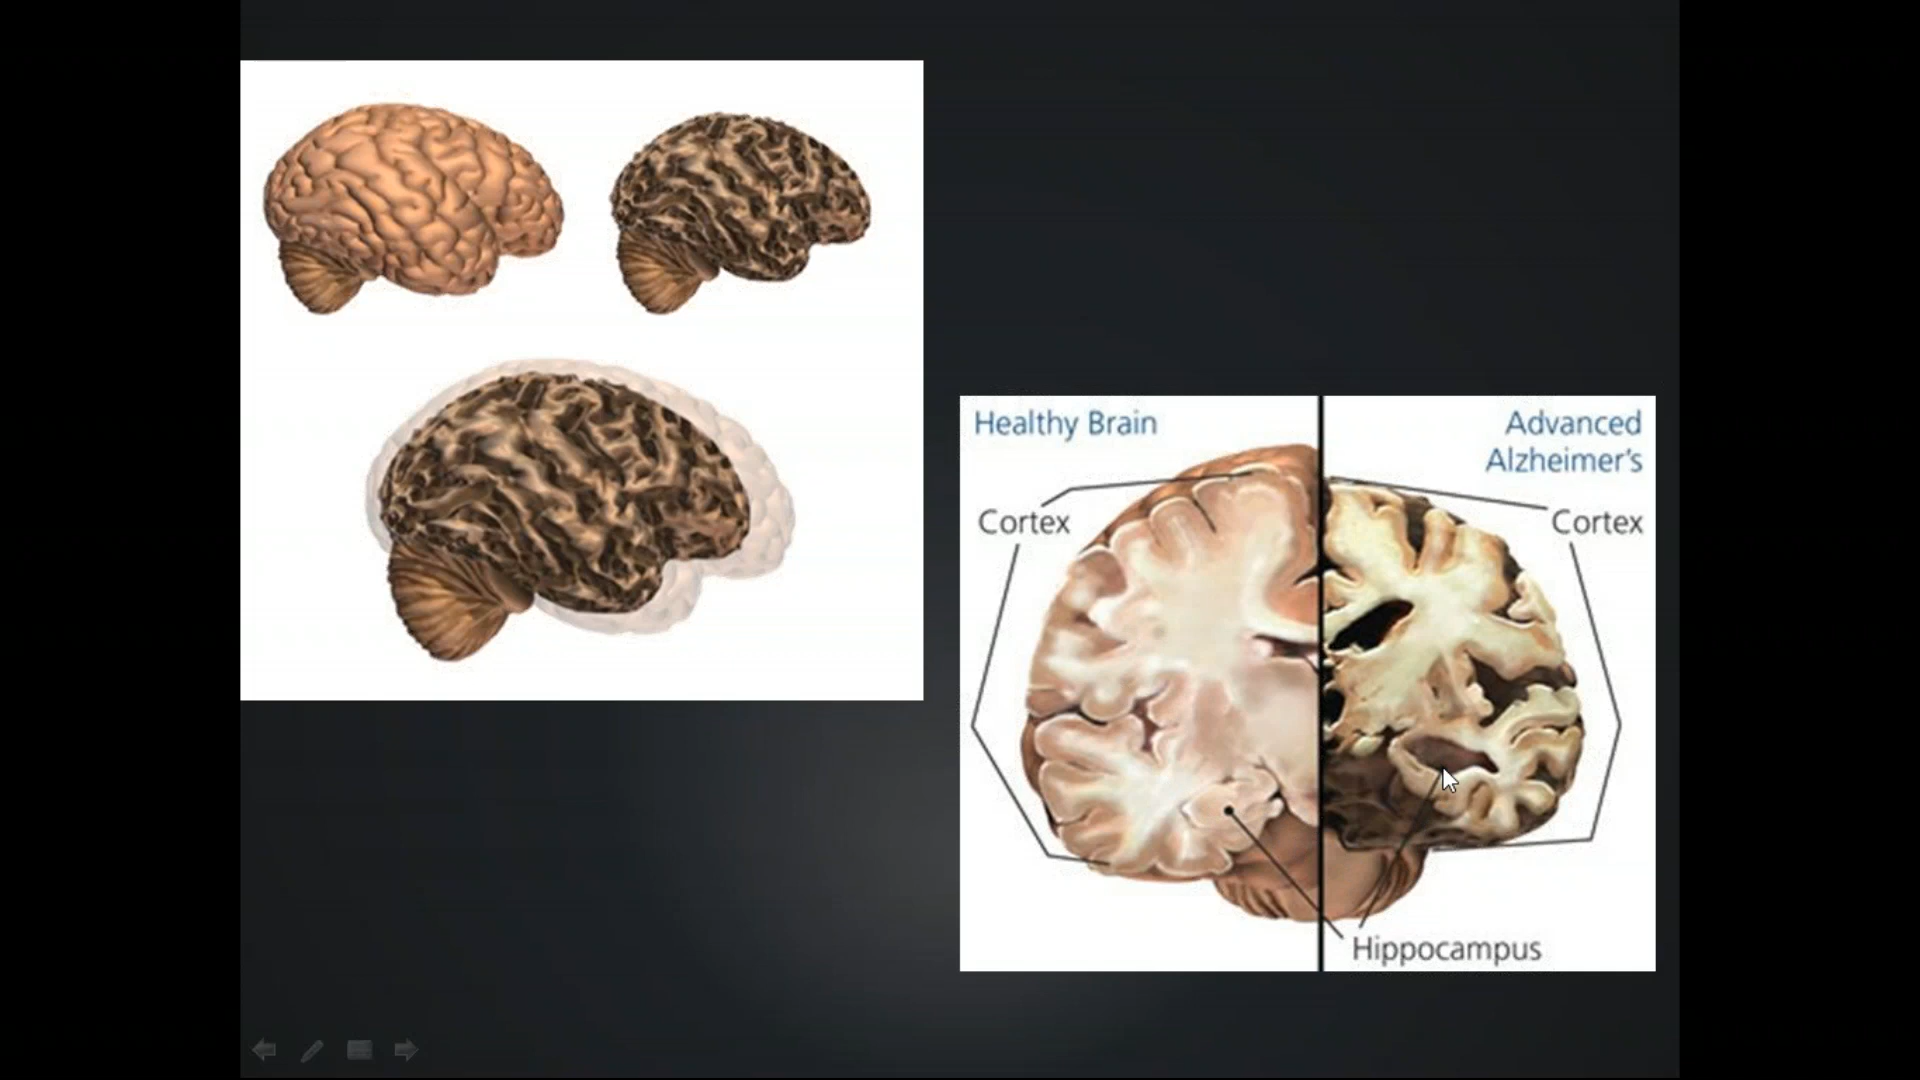 Healthy Brain
Advanced
Alzheimer's
Cortex
Cortex
Hippocampus